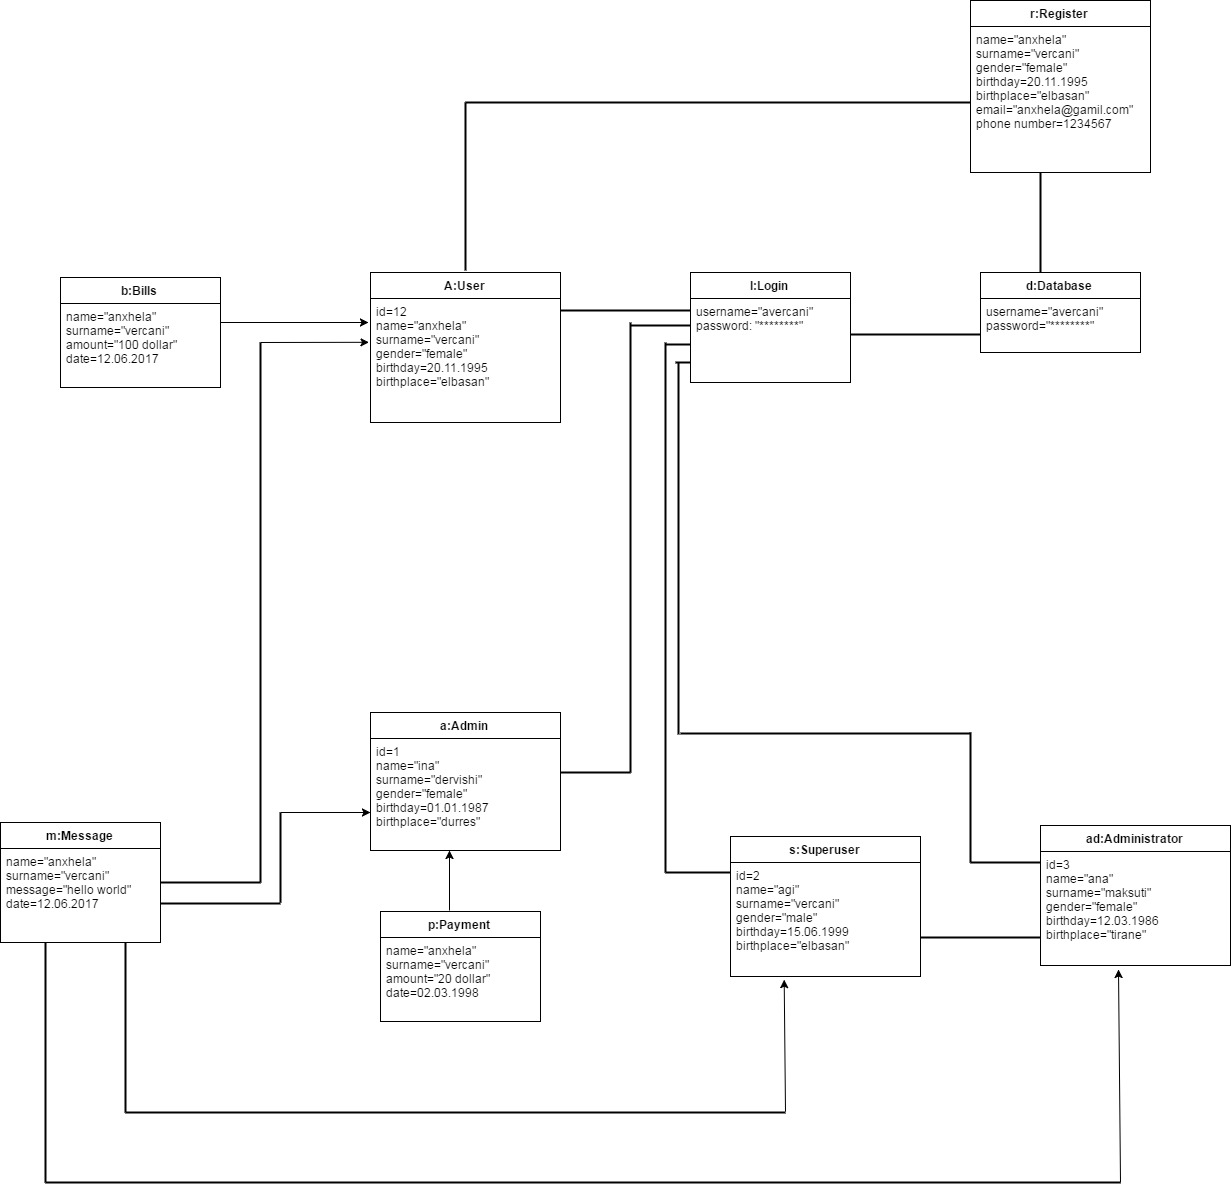 r:Register
name="anxhela"
surname="vercani"
gender="female"
birthday=20.11.1995
birthplace="elbasan"
email="anxhela@gamil.com"
phone number=1234567
b:Bills
name="anxhela"
surname="vercani"
amount="100 dollar"
date=12.06.2017
A:User
id=12
name="anxhela"
surname="vercani"
gender="female"
birthday=20.11.1995
birthplace="elbasan"
l:Login
username="avercani"
password: "********"
d:Database
username="avercani"
password="********"
a:Admin
id=1
name="ina"
surname="dervishi"
gender="female"
birthday=01.01.1987
birthplace="durres"
m:Message
name="anxhela"
surname="vercani"
message="hello world"
date=12.06.2017
p:Payment
name="anxhela"
surname="vercani"
amount="20 dollar"
date=02.03.1998
s:Superuser
id=2
name="agi"
surname="vercani"
gender="male"
birthday=15.06.1999
birthplace="elbasan"
ad:Administrator
id=3
name="ana"
surname="maksuti"
gender="female"
birthday=12.03.1986
birthplace="tirane"